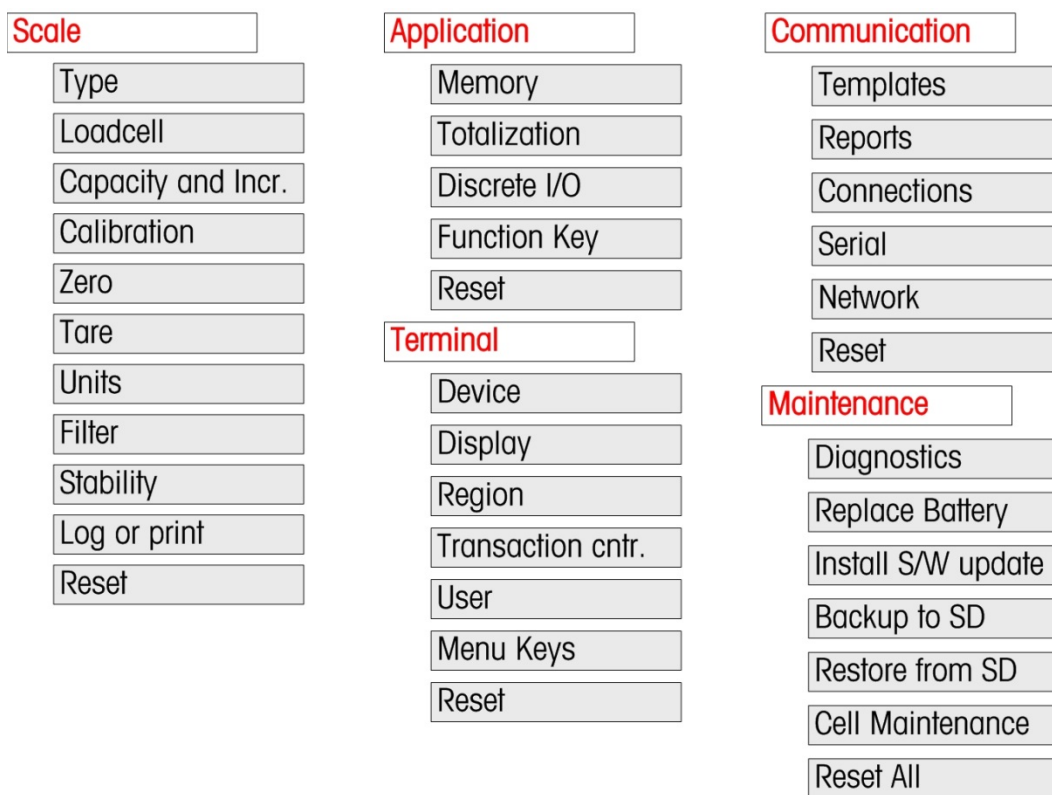 Scale
Type
Loadcell
Capacity and Incr.
Calibration
Zero
Tare
Units
Filter
Stability
Log or print
Reset
Application
Memory
Totalization
Discrete I/O
Function Key
Reset
Terminal
Device
Display
Region
Transaction cntr.
User
Menu Keys
Reset
Communication
Templates
Reports
Connections
Serial
Network
Reset
Maintenance
Diagnostics
Replace Battery
Install S/W update
Backup to SD
Restore from SD
Cell Maintenance
Reset All